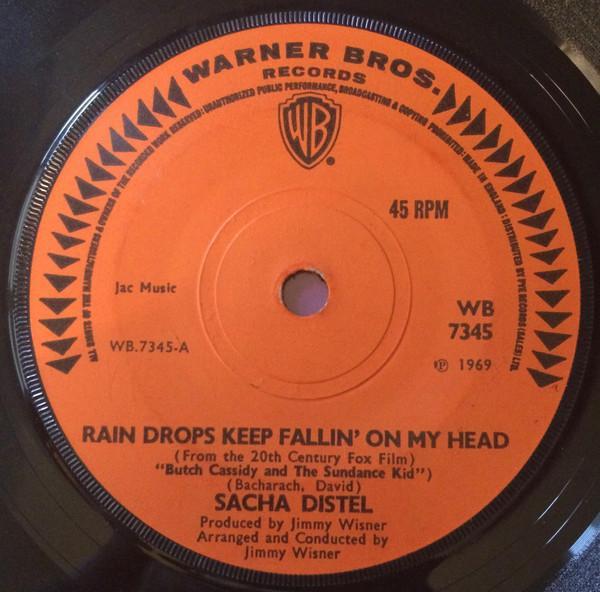 WARNER BROS.
RECORDS
ALL RIGHTS OF THE MANUFACTURERS & OWNERS OF THE RECORDED WORK RESERVED: UNAUTHORIZED PUBLIC PERFORMANCE, BROADCASTING & COPYING PROHIBITED: MADE IN ENGLAND: DISTRIBUTED BY PYE RECORDS (SALES) LTD.
WB
®
45 RPM
Jac Music
WB
7345
WB.7345-A
℗ 1969
RAIN DROPS KEEP FALLIN' ON MY HEAD
(From the 20th Century Fox Film)
"Butch Cassidy and The Sundance Kid")
(Bacharach, David)
SACHA DISTEL
Produced by Jimmy Wisner
Arranged and Conducted by
Jimmy Wisner